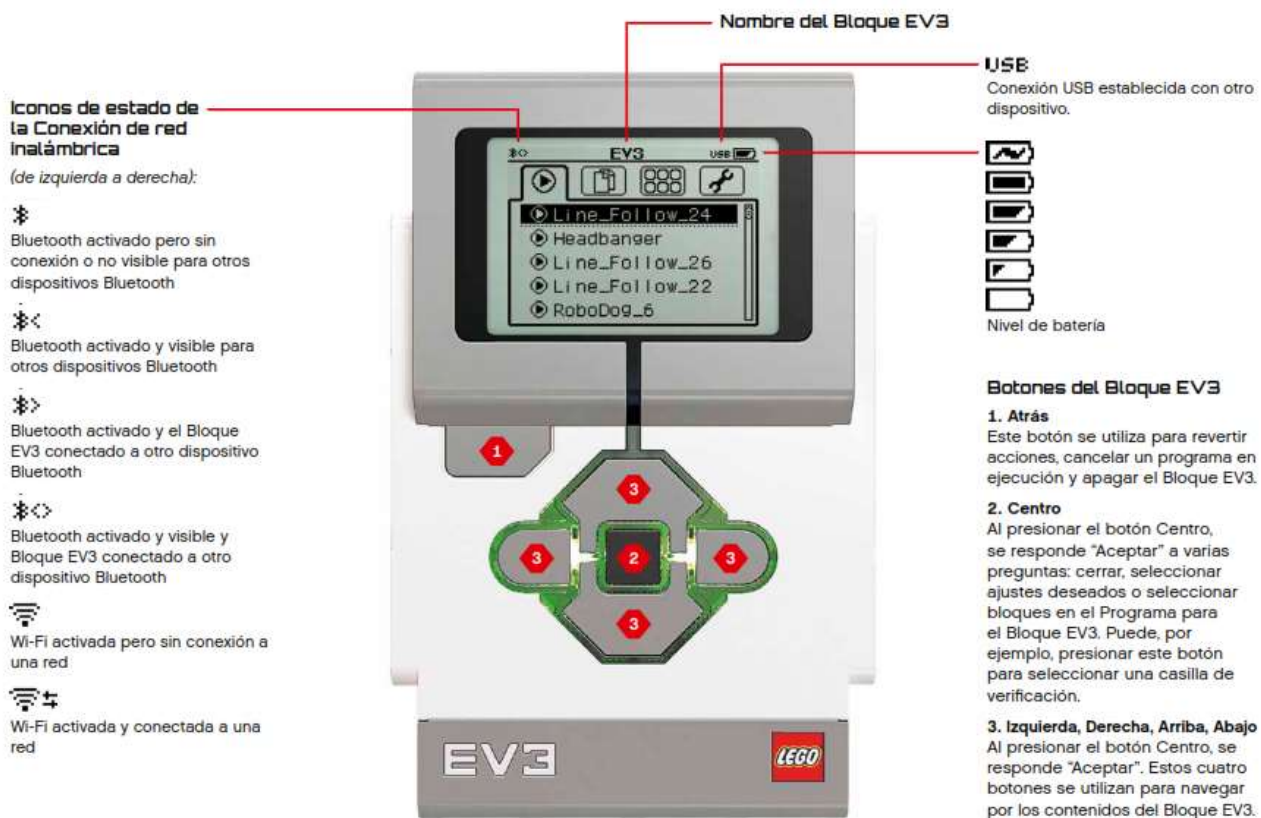 Nombre del Bloque EV3
Iconos de estado de
la Conexión de red
inalámbrica
(de izquierda a derecha):
Bluetooth activado pero sin
conexión o no visible para otros
dispositivos Bluetooth
Bluetooth activado y visible para
otros dispositivos Bluetooth
Bluetooth activado y el Bloque
EV3 conectado a otro dispositivo
Bluetooth
Bluetooth activado y visible y
Bloque EV3 conectado a otro
dispositivo Bluetooth
Wi-Fi activada pero sin conexión a
una red
Wi-Fi activada y conectada a una
red
EV3
USB
Line_Follow_24
Headbanger
Line_Follow_26
Line_Follow_22
RoboDog_6
1
3
3
2
3
3
EV3
LEGO
USB
Conexión USB establecida con otro
dispositivo.
Nivel de batería
Botones del Bloque EV3
1. Atrás
Este botón se utiliza para revertir
acciones, cancelar un programa en
ejecución y apagar el Bloque EV3.
2. Centro
Al presionar el botón Centro,
se responde "Aceptar" a varias
preguntas: cerrar, seleccionar
ajustes deseados o seleccionar
bloques en el Programa para
el Bloque EV3. Puede, por
ejemplo, presionar este botón
para seleccionar una casilla de
verificación.
3. Izquierda, Derecha, Arriba, Abajo
Al presionar el botón Centro, se
responde "Aceptar". Estos cuatro
botones se utilizan para navegar
por los contenidos del Bloque EV3.